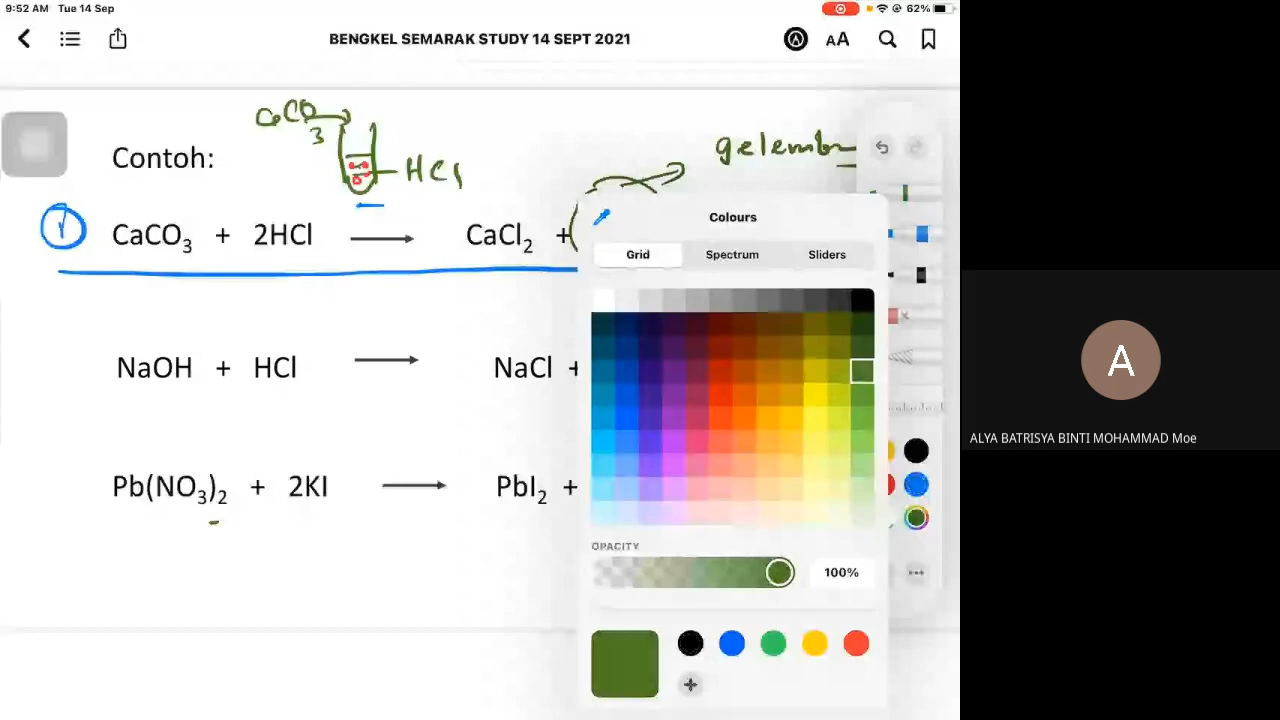 9:52 AM Tue 14 Sep 62%
BENGKEL SEMARAK STUDY 14 SEPT 2021 AA
CaCO3
gelemb
Contoh:
HCl
1 CaCO₃ + 2HCl → CaCl₂ +
NaOH + HCl → NaCl +
Pb(NO₃)₂ + 2KI → PbI₂ +
Colours
Grid Spectrum Sliders
OPACITY
100%
A
ALYA BATRISYA BINTI MOHAMMAD Moe